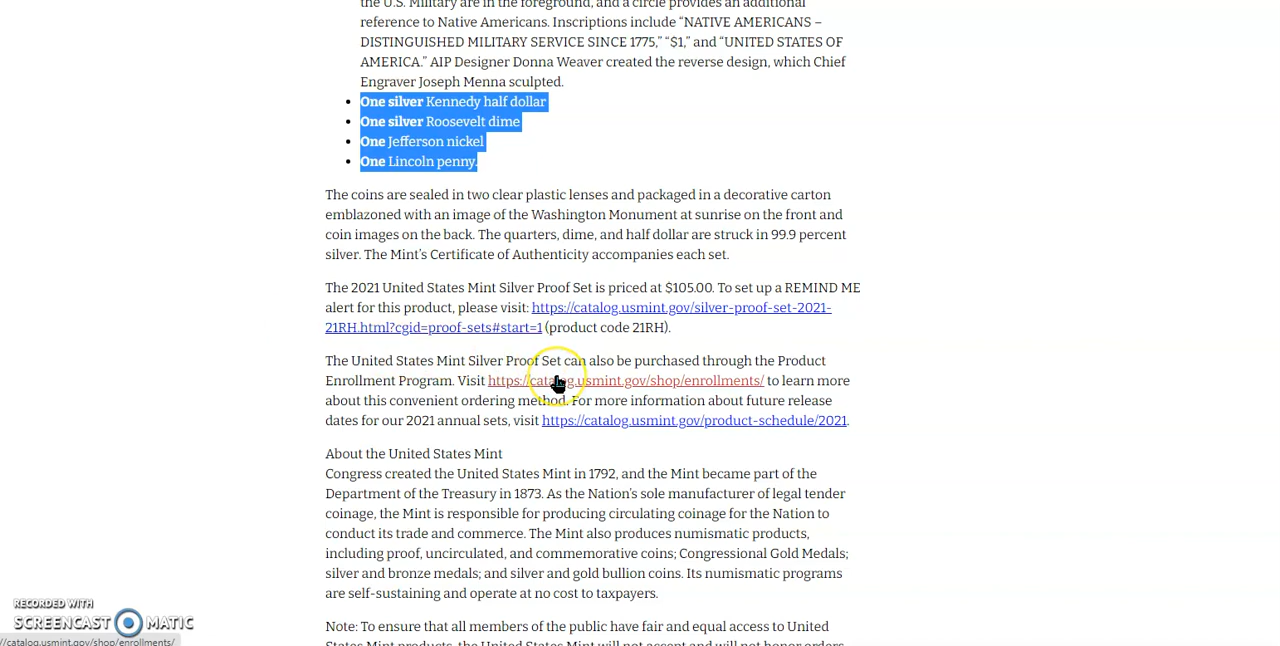 the U.S. Military are in the foreground, and a circle provides an additional
reference to Native Americans. Inscriptions include “NATIVE AMERICANS –
DISTINGUISHED MILITARY SERVICE SINCE 1775,” “$1,” and “UNITED STATES OF
AMERICA.” AIP Designer Donna Weaver created the reverse design, which Chief
Engraver Joseph Menna sculpted.
• One silver Kennedy half dollar
• One silver Roosevelt dime
• One Jefferson nickel
• One Lincoln penny.
The coins are sealed in two clear plastic lenses and packaged in a decorative carton
emblazoned with an image of the Washington Monument at sunrise on the front and
coin images on the back. The quarters, dime, and half dollar are struck in 99.9 percent
silver. The Mint’s Certificate of Authenticity accompanies each set.
The 2021 United States Mint Silver Proof Set is priced at $105.00. To set up a REMIND ME
alert for this product, please visit: https://catalog.usmint.gov/silver-proof-set-2021-
21RH.html?cgid=proof-sets#start=1 (product code 21RH).
The United States Mint Silver Proof Set can also be purchased through the Product
Enrollment Program. Visit https://catalog.usmint.gov/shop/enrollments/ to learn more
about this convenient ordering method. For more information about future release
dates for our 2021 annual sets, visit https://catalog.usmint.gov/product-schedule/2021.
About the United States Mint
Congress created the United States Mint in 1792, and the Mint became part of the
Department of the Treasury in 1873. As the Nation’s sole manufacturer of legal tender
coinage, the Mint is responsible for producing circulating coinage for the Nation to
conduct its trade and commerce. The Mint also produces numismatic products,
including proof, uncirculated, and commemorative coins; Congressional Gold Medals;
silver and bronze medals; and silver and gold bullion coins. Its numismatic programs
are self-sustaining and operate at no cost to taxpayers.
Note: To ensure that all members of the public have fair and equal access to United
States Mint products, the United States Mint will not accept and will not honor orders
RECORDED WITH
SCREENCAST MATIC
//catalog.usmint.gov/shop/enrollments/